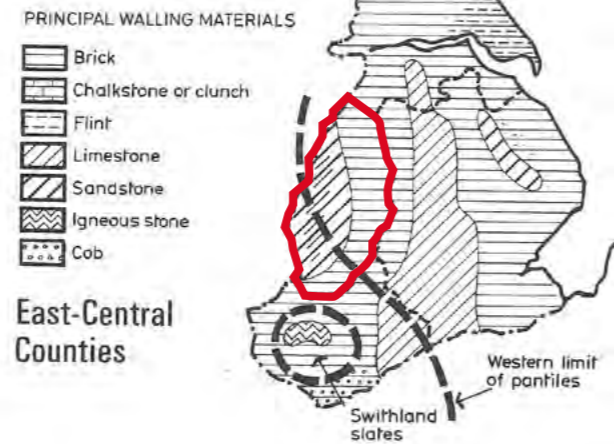 PRINCIPAL WALLING MATERIALS
Brick
Chalkstone or clunch
Flint
Limestone
Sandstone
Igneous stone
Cob
East-Central
Counties
Western limit
of pantiles
Swithland
slates